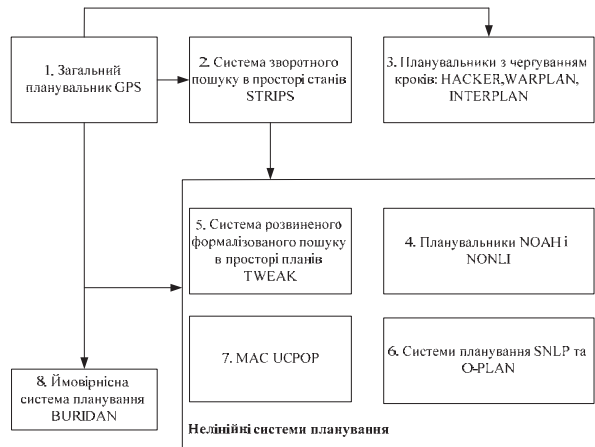 1. Загальний
планувальник GPS
2. Система зворотного
пошуку в просторі станів
STRIPS
3. Планувальники з чергуванням
кроків: HACKER,WARPLAN,
INTERPLAN
5. Система розвиненого
формалізованого пошуку
в просторі планів
TWEAK
4. Планувальники NOAH і
NONLI
7. MAC UCPOP
6. Системи планування SNLP та
O-PLAN
8. Ймовірнісна
система планування
BURIDAN
Нелінійкі системи планування